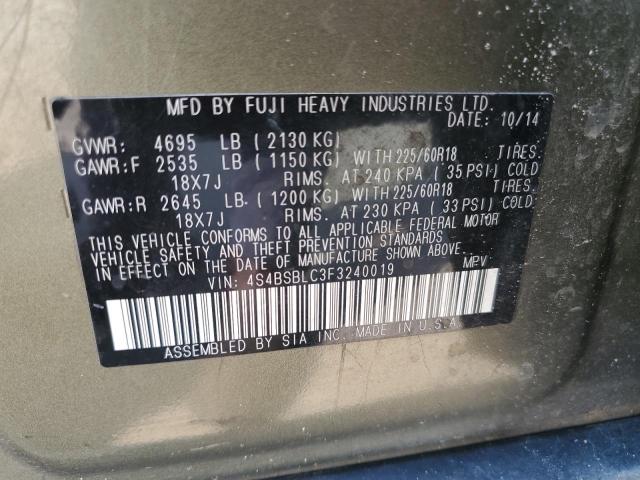 MFD BY FUJI HEAVY INDUSTRIES LTD.
DATE: 10/14
GVWR: 4695 LB (2130 KG)
GAWR:F 2535 LB (1150 KG) WITH 225/60R18 TIRES.
18X7J RIMS. AT 240 KPA (35 PSI) COLD
GAWR:R 2645 LB. (1200 KG) WITH 225/60R18 TIRES.
18X7J RIMS. AT 230 KPA (33 PSI) COLD
THIS VEHICLE CONFORMS TO ALL APPLICABLE FEDERAL MOTOR
VEHICLE SAFETY AND THEFT PREVENTION STANDARDS
IN EFFECT ON THE DATE OF MANUFACTURE SHOWN ABOVE.
VIN: 4S4BSBLC3F3240019 MPV
ASSEMBLED BY SIA INC. MADE IN U.S.A.